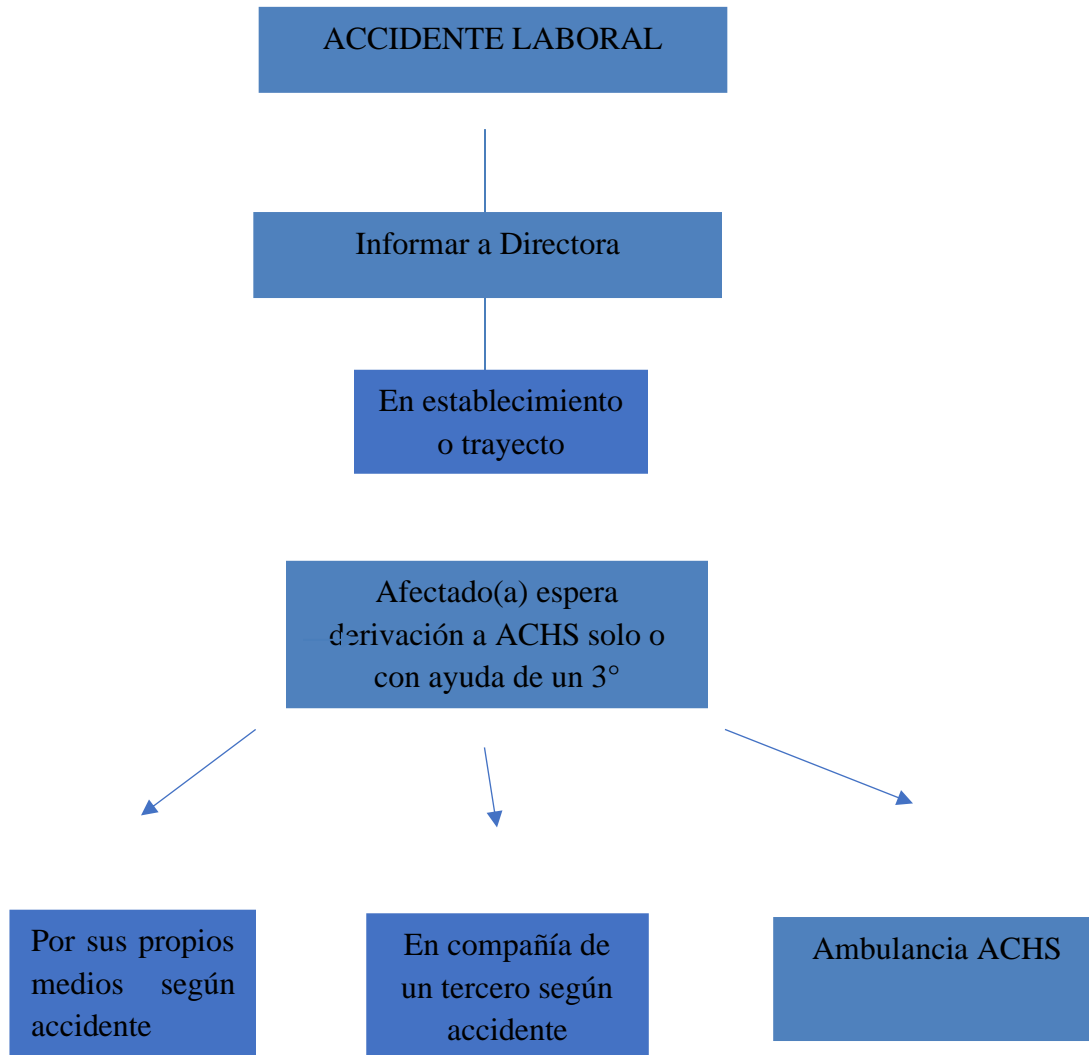 ACCIDENTE LABORAL
Informar a Directora
En establecimiento
o trayecto
Afectado(a) espera
derivación a ACHS solo o
con ayuda de un 3°
Por sus propios
medios según
accidente
En compañía de
un tercero según
accidente
Ambulancia ACHS